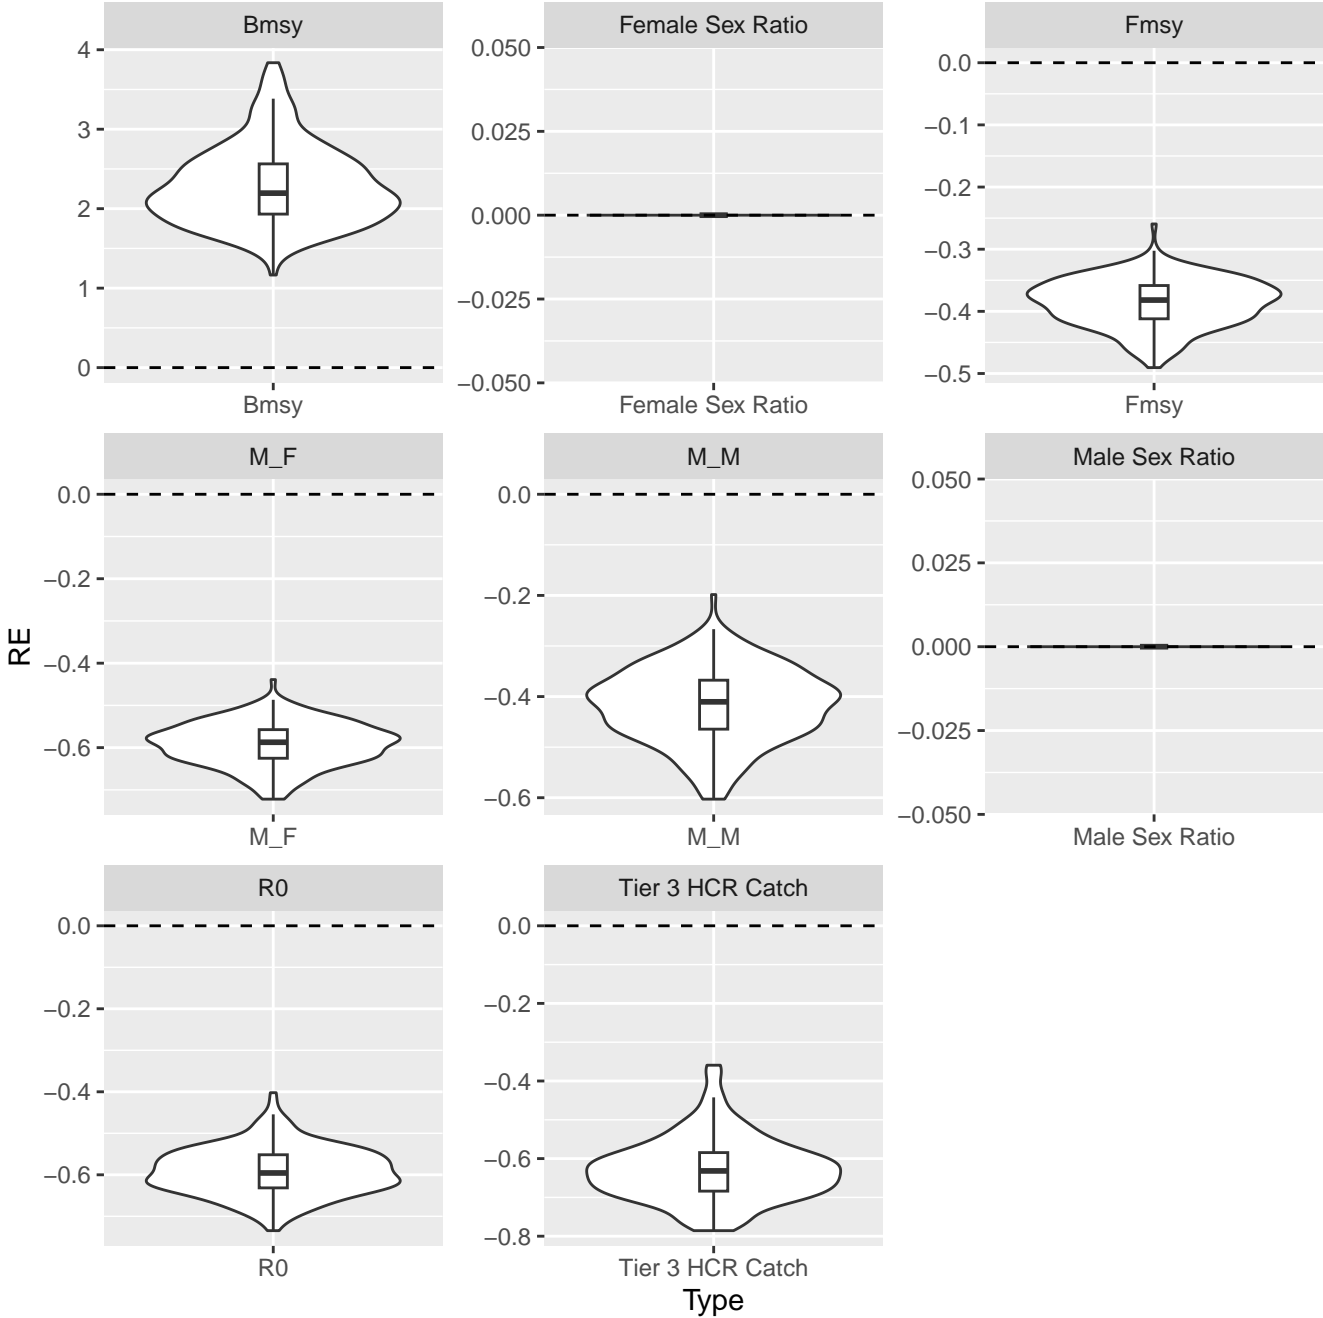 Bmsy
Female Sex Ratio
Fmsy
4
3
2
1
0
0.050
0.025
0.000
−0.025
−0.050
0.0
−0.1
−0.2
−0.3
−0.4
−0.5
Bmsy
Female Sex Ratio
Fmsy
M_F
M_M
Male Sex Ratio
RE
0.0
−0.2
−0.4
−0.6
0.0
−0.2
−0.4
−0.6
0.050
0.025
0.000
−0.025
−0.050
M_F
M_M
Male Sex Ratio
R0
Tier 3 HCR Catch
0.0
−0.2
−0.4
−0.6
0.0
−0.2
−0.4
−0.6
−0.8
R0
Tier 3 HCR Catch
Type